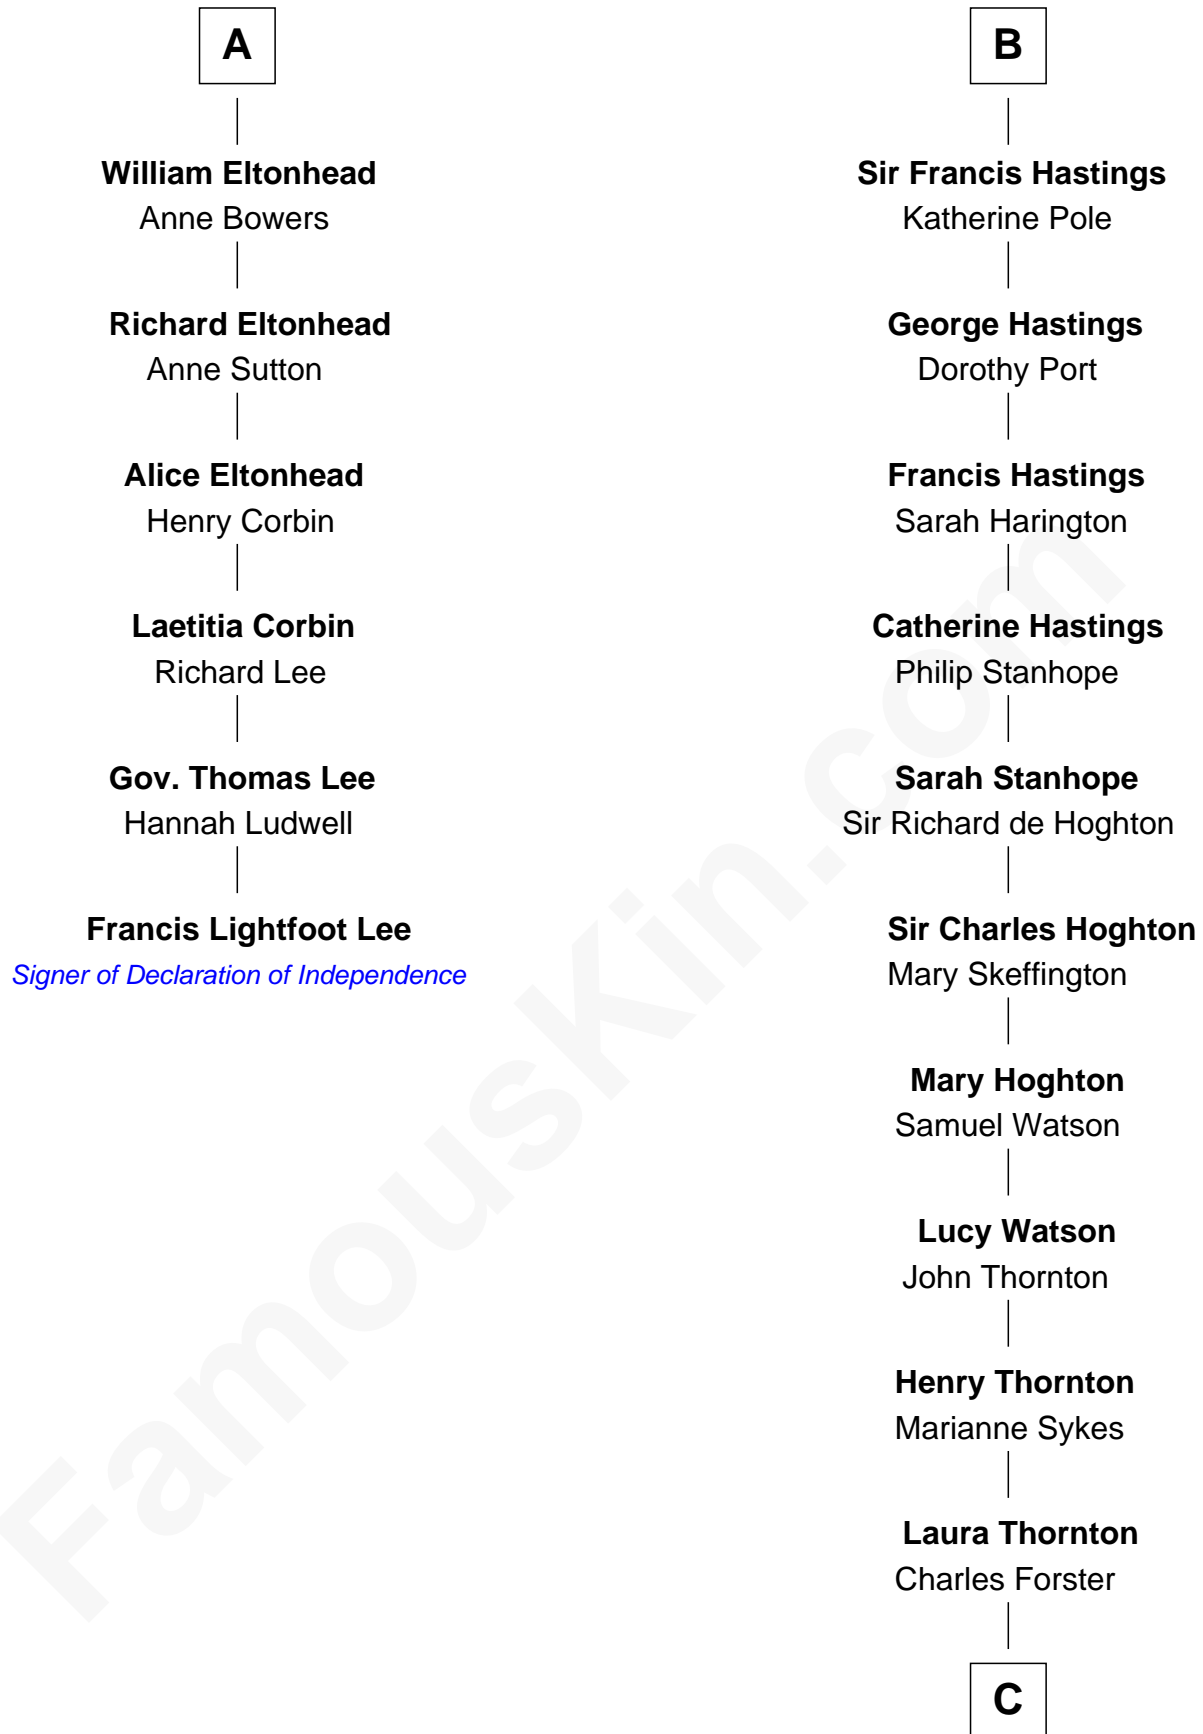 A
William Eltonhead
Anne Bowers
Richard Eltonhead
Anne Sutton
Alice Eltonhead
Henry Corbin
Laetitia Corbin
Richard Lee
Gov. Thomas Lee
Hannah Ludwell
Francis Lightfoot Lee
Signer of Declaration of Independence
B
Sir Francis Hastings
Katherine Pole
George Hastings
Dorothy Port
Francis Hastings
Sarah Harington
Catherine Hastings
Philip Stanhope
Sarah Stanhope
Sir Richard de Hoghton
Sir Charles Hoghton
Mary Skeffington
Mary Hoghton
Samuel Watson
Lucy Watson
John Thornton
Henry Thornton
Marianne Sykes
Laura Thornton
Charles Forster
C
FamousKin.com